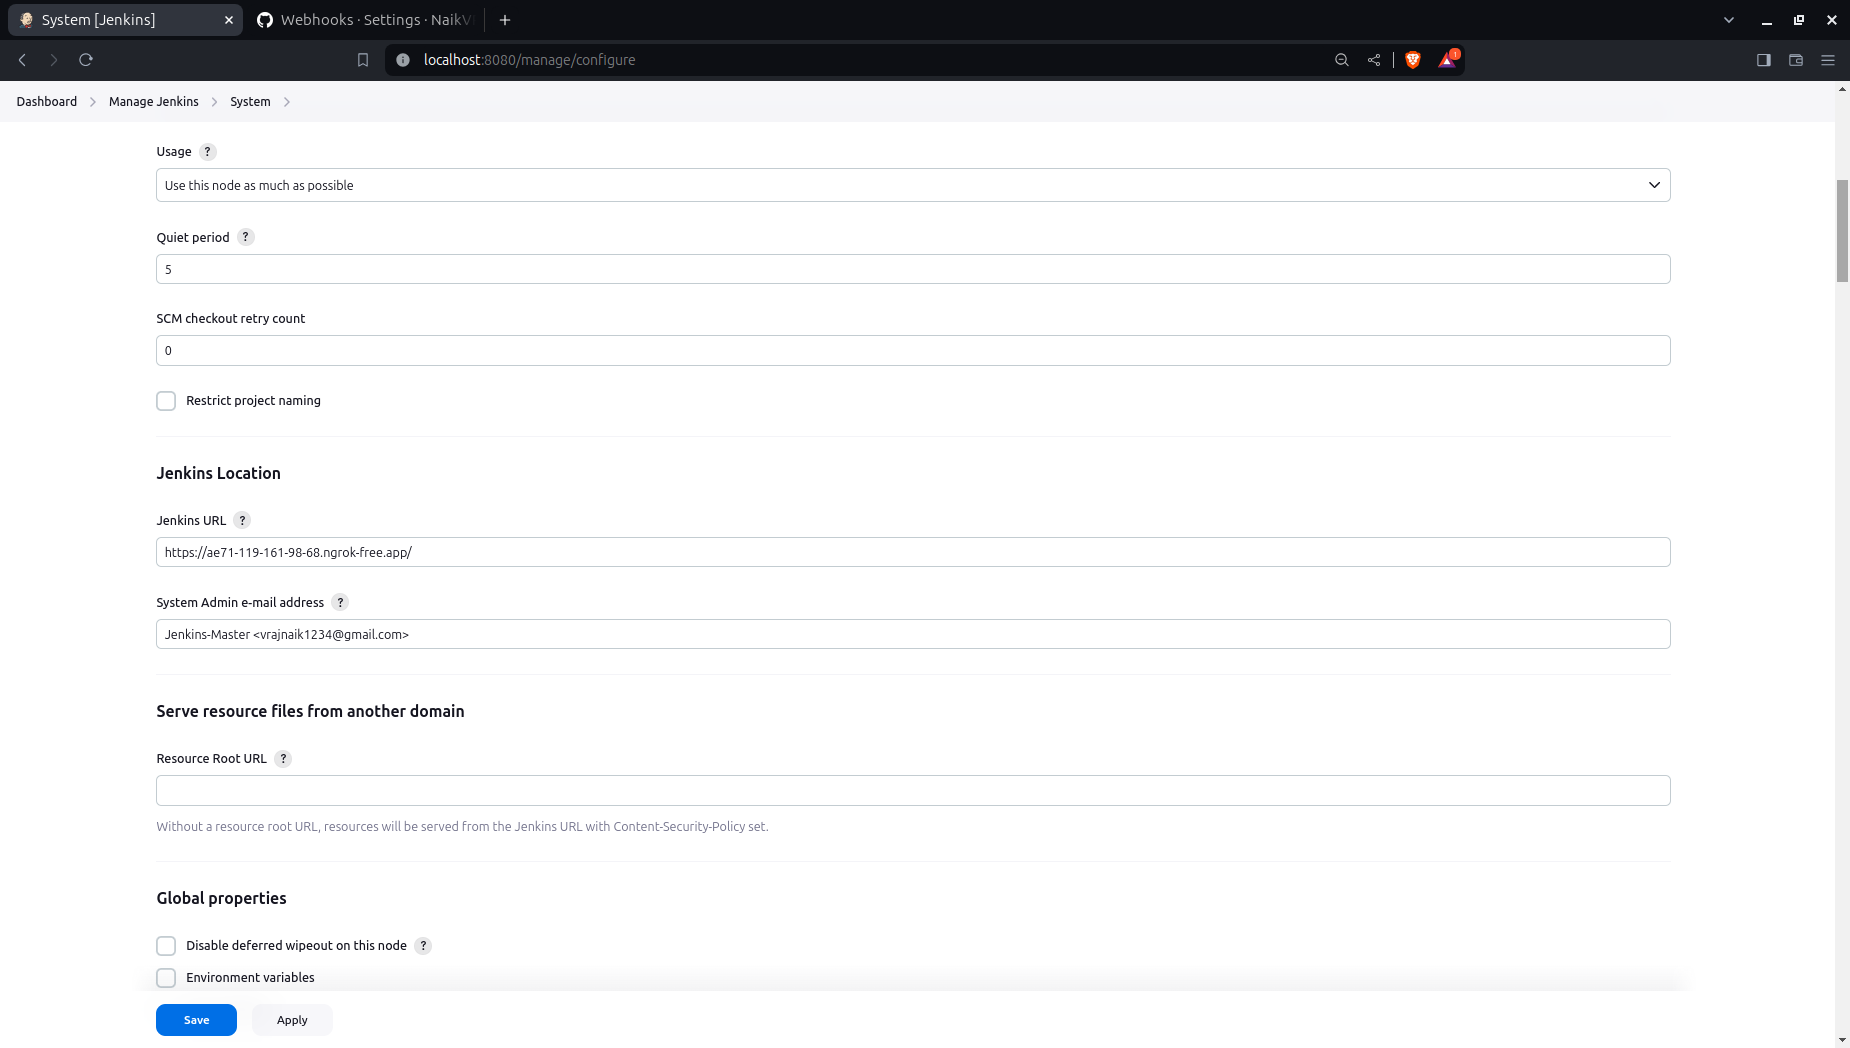 System [Jenkins]
Webhooks · Settings · NaikV
localhost:8080/manage/configure
1
Dashboard
Manage Jenkins
System
Usage ?
Use this node as much as possible
Quiet period ?
5
SCM checkout retry count
0
Restrict project naming
Jenkins Location
Jenkins URL ?
https://ae71-119-161-98-68.ngrok-free.app/
System Admin e-mail address ?
Jenkins-Master <vrajnaik1234@gmail.com>
Serve resource files from another domain
Resource Root URL ?
Without a resource root URL, resources will be served from the Jenkins URL with Content-Security-Policy set.
Global properties
Disable deferred wipeout on this node ?
Environment variables
Save
Apply